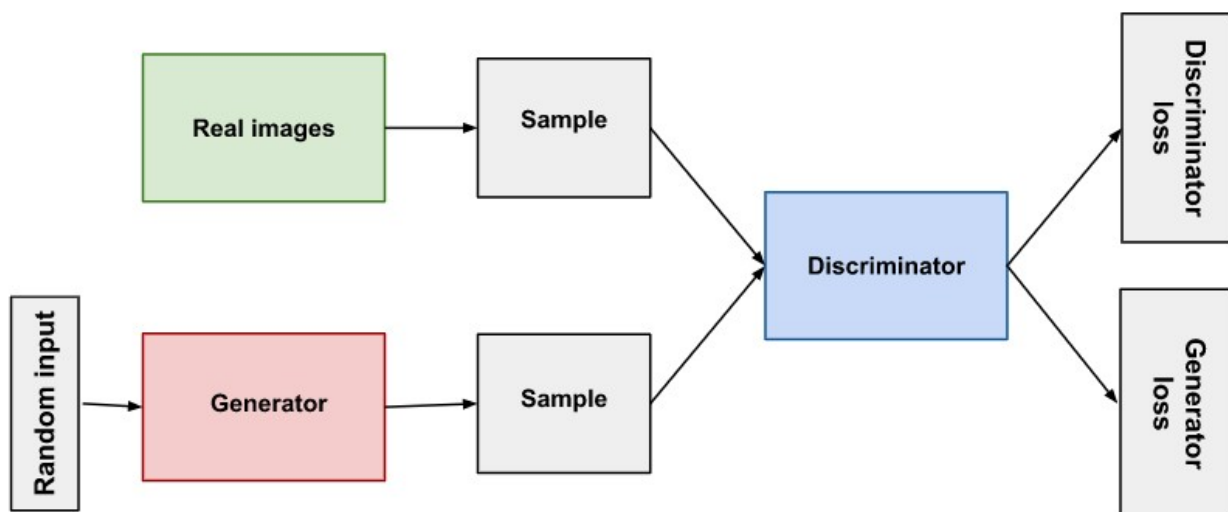 Real images
Sample
Discriminator
loss
Discriminator
Random input
Generator
Sample
Generator
loss